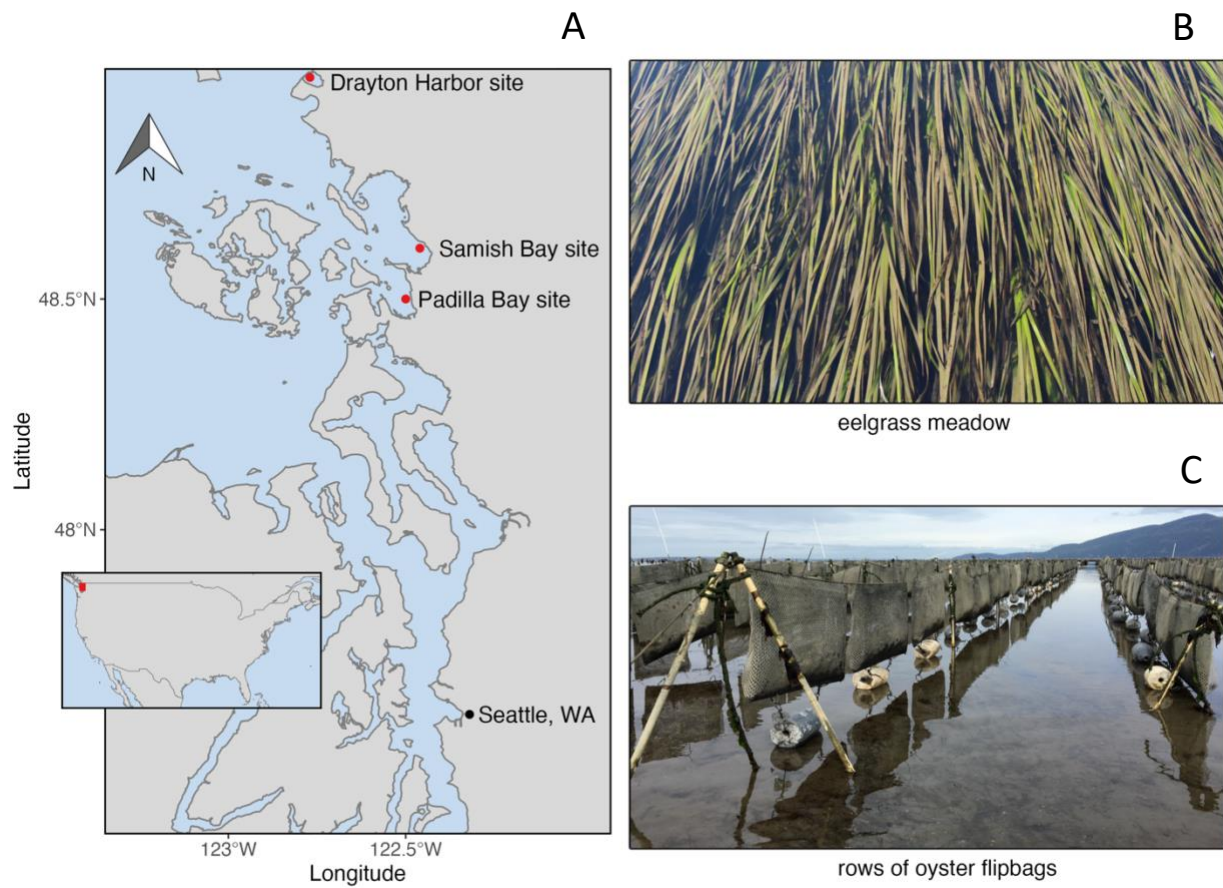 A
B
Drayton Harbor site
N
Samish Bay site
48.5°N
Padilla Bay site
eelgrass meadow
C
Latitude
48°N
Seattle, WA
123°W
122.5°W
Longitude
rows of oyster flipbags